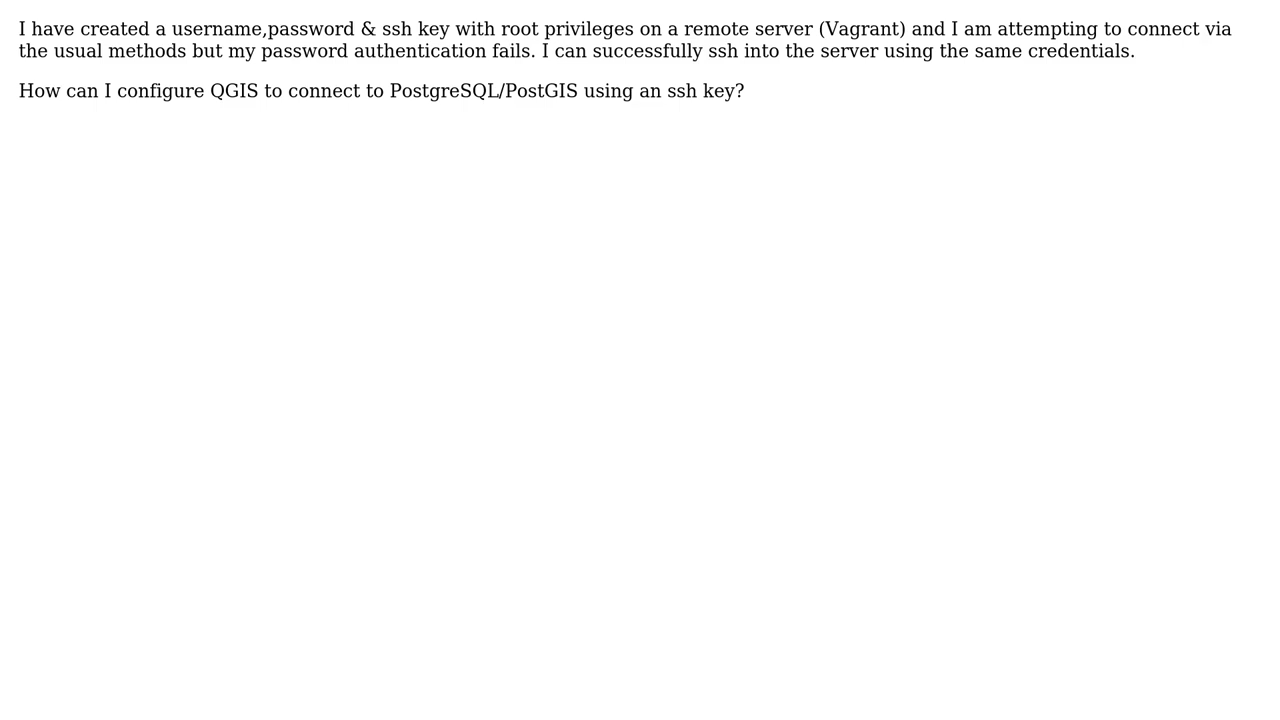 I have created a username,password & ssh key with root privileges on a remote server (Vagrant) and I am attempting to connect via
the usual methods but my password authentication fails. I can successfully ssh into the server using the same credentials.
How can I configure QGIS to connect to PostgreSQL/PostGIS using an ssh key?